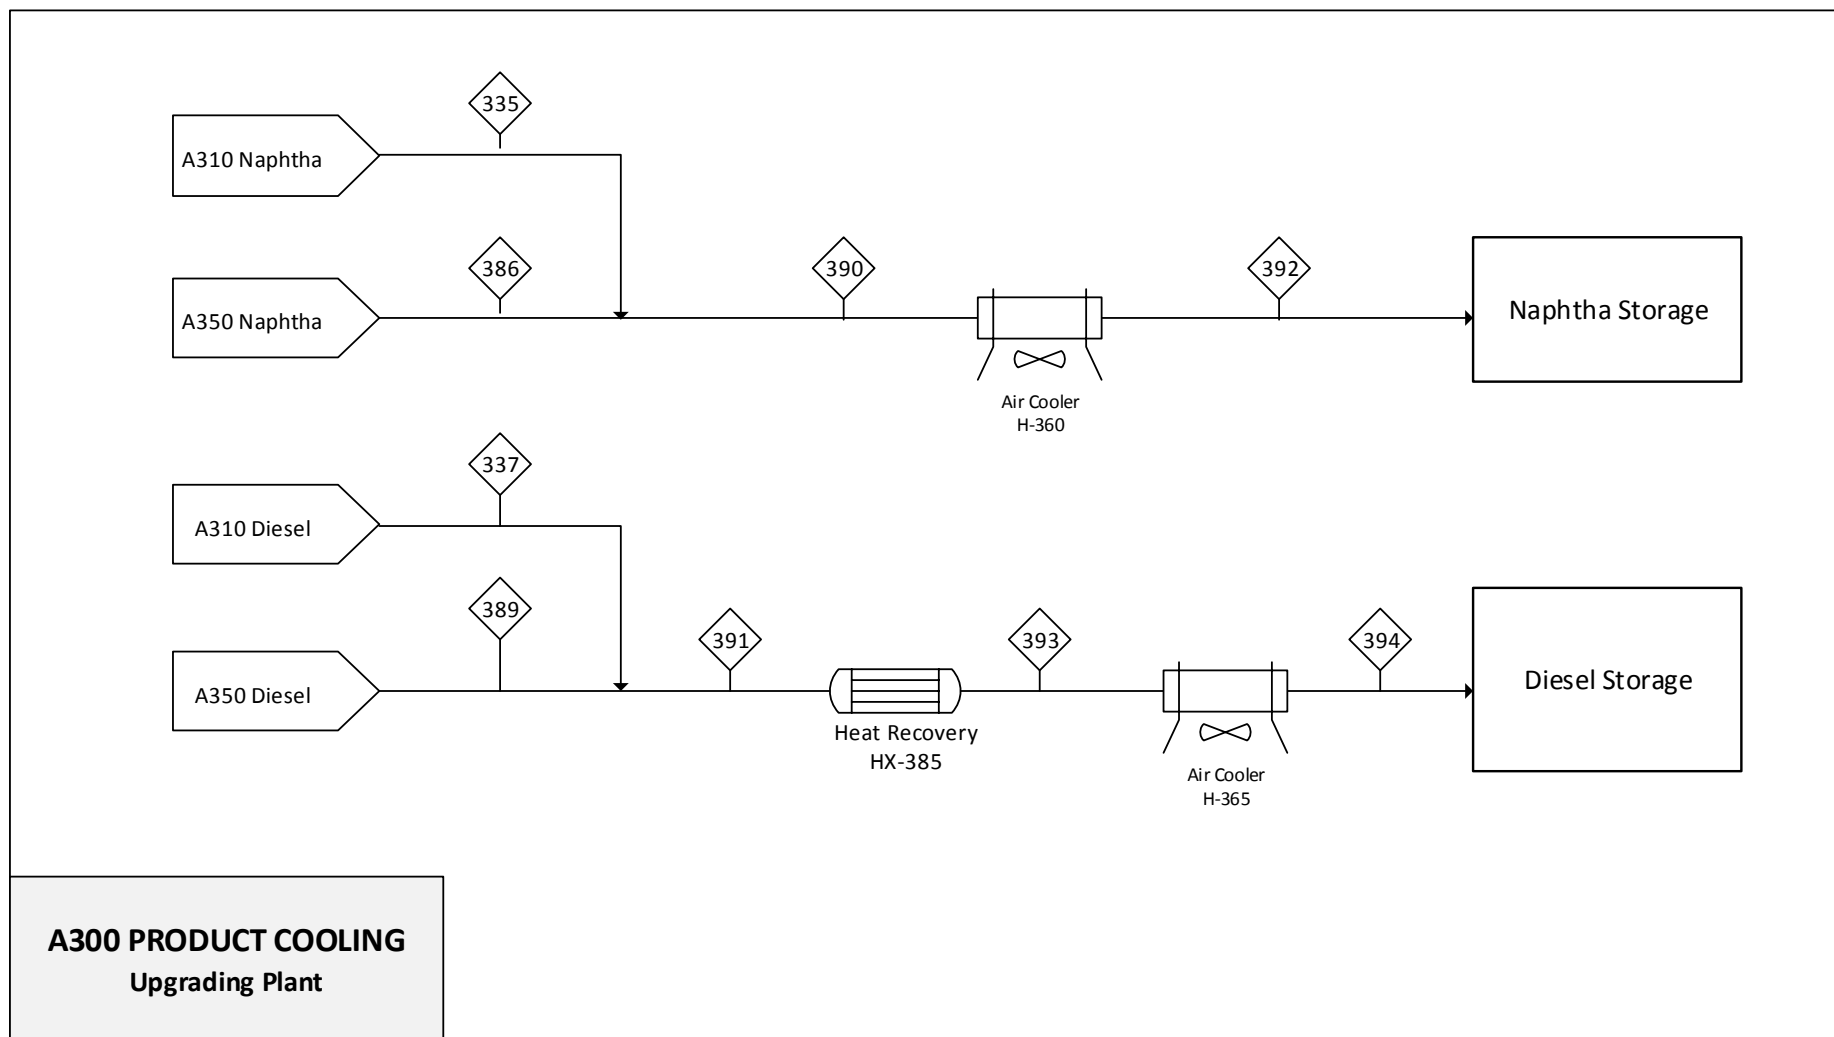 335
A310 Naphtha
386
390
392
A350 Naphtha
Naphtha Storage
Air Cooler
H-360
337
A310 Diesel
389
391
393
394
A350 Diesel
Diesel Storage
Heat Recovery
HX-385
Air Cooler
H-365
A300 PRODUCT COOLING
Upgrading Plant